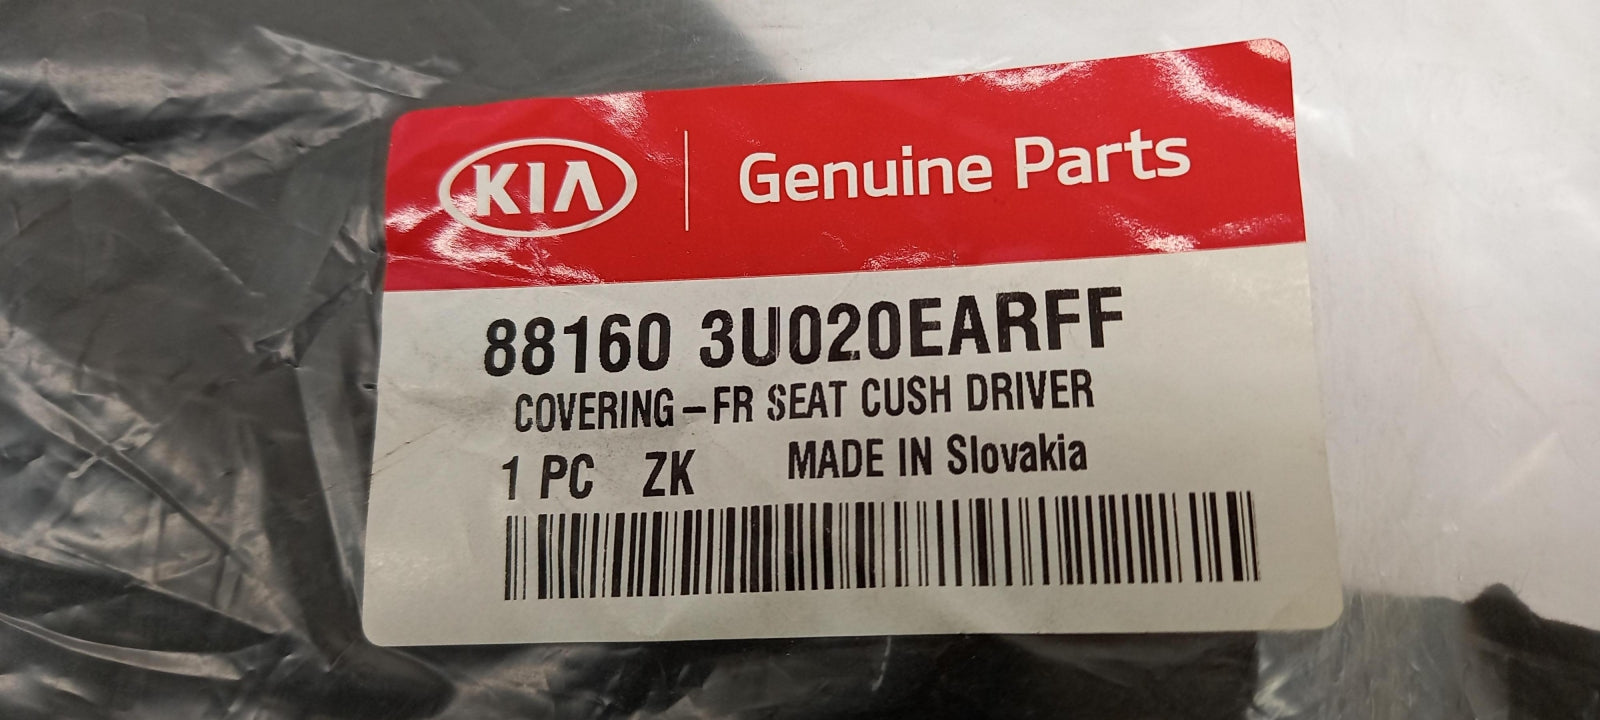 KIA Genuine Parts
88160 3U020EARFF
COVERING-FR SEAT CUSH DRIVER
1 PC ZK MADE IN Slovakia